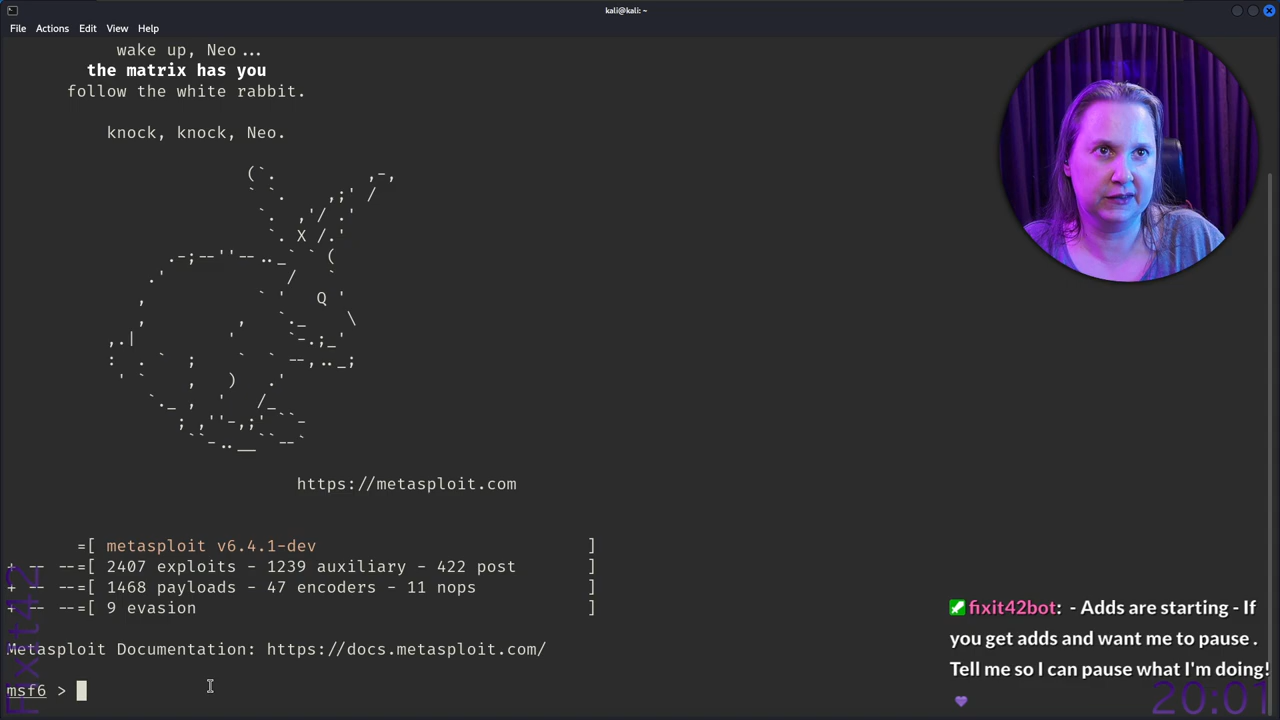 kali@kali: ~
File Actions Edit View Help
wake up, Neo ...
the matrix has you
follow the white rabbit.
knock, knock, Neo.
https://metasploit.com
=[ metasploit v6.4.1-dev ]
+ -- --=[ 2407 exploits - 1239 auxiliary - 422 post ]
+ -- --=[ 1468 payloads - 47 encoders - 11 nops ]
+ -- --=[ 9 evasion ]
Metasploit Documentation: https://docs.metasploit.com/
msf6 >
Fixit42
fixit42bot: - Adds are starting - If
you get adds and want me to pause .
Tell me so I can pause what I'm doing!
20:01